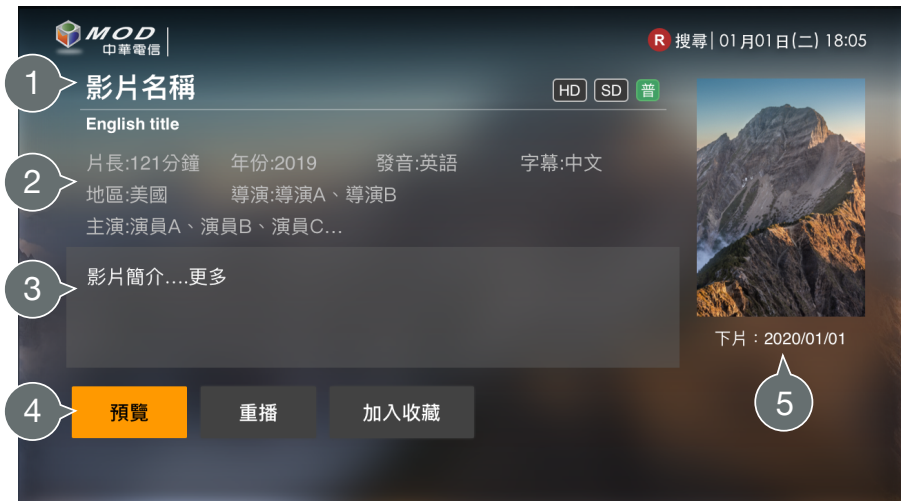 MOD
中華電信
R 搜尋| 01月01日(二) 18:05
1
影片名稱
HD SD 普
English title
2
片長:121分鐘 年份:2019 發音:英語 字幕:中文
地區:美國 導演:導演A、導演B
主演:演員A、演員B、演員C...
3
影片簡介....更多
下片：2020/01/01
4
預覽 重播 加入收藏
5